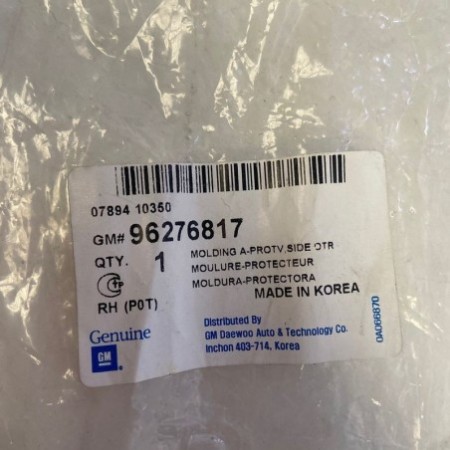 07894 10350
GM# 96276817
QTY. 1
MOLDING A-PROTV,SIDE OTR
MOULURE-PROTECTEUR
MOLDURA-PROTECTORA
RH (P0T)
MADE IN KOREA
Genuine
GM
Distributed By
GM Daewoo Auto & Technology Co.
Inchon 403-714, Korea
0A066870